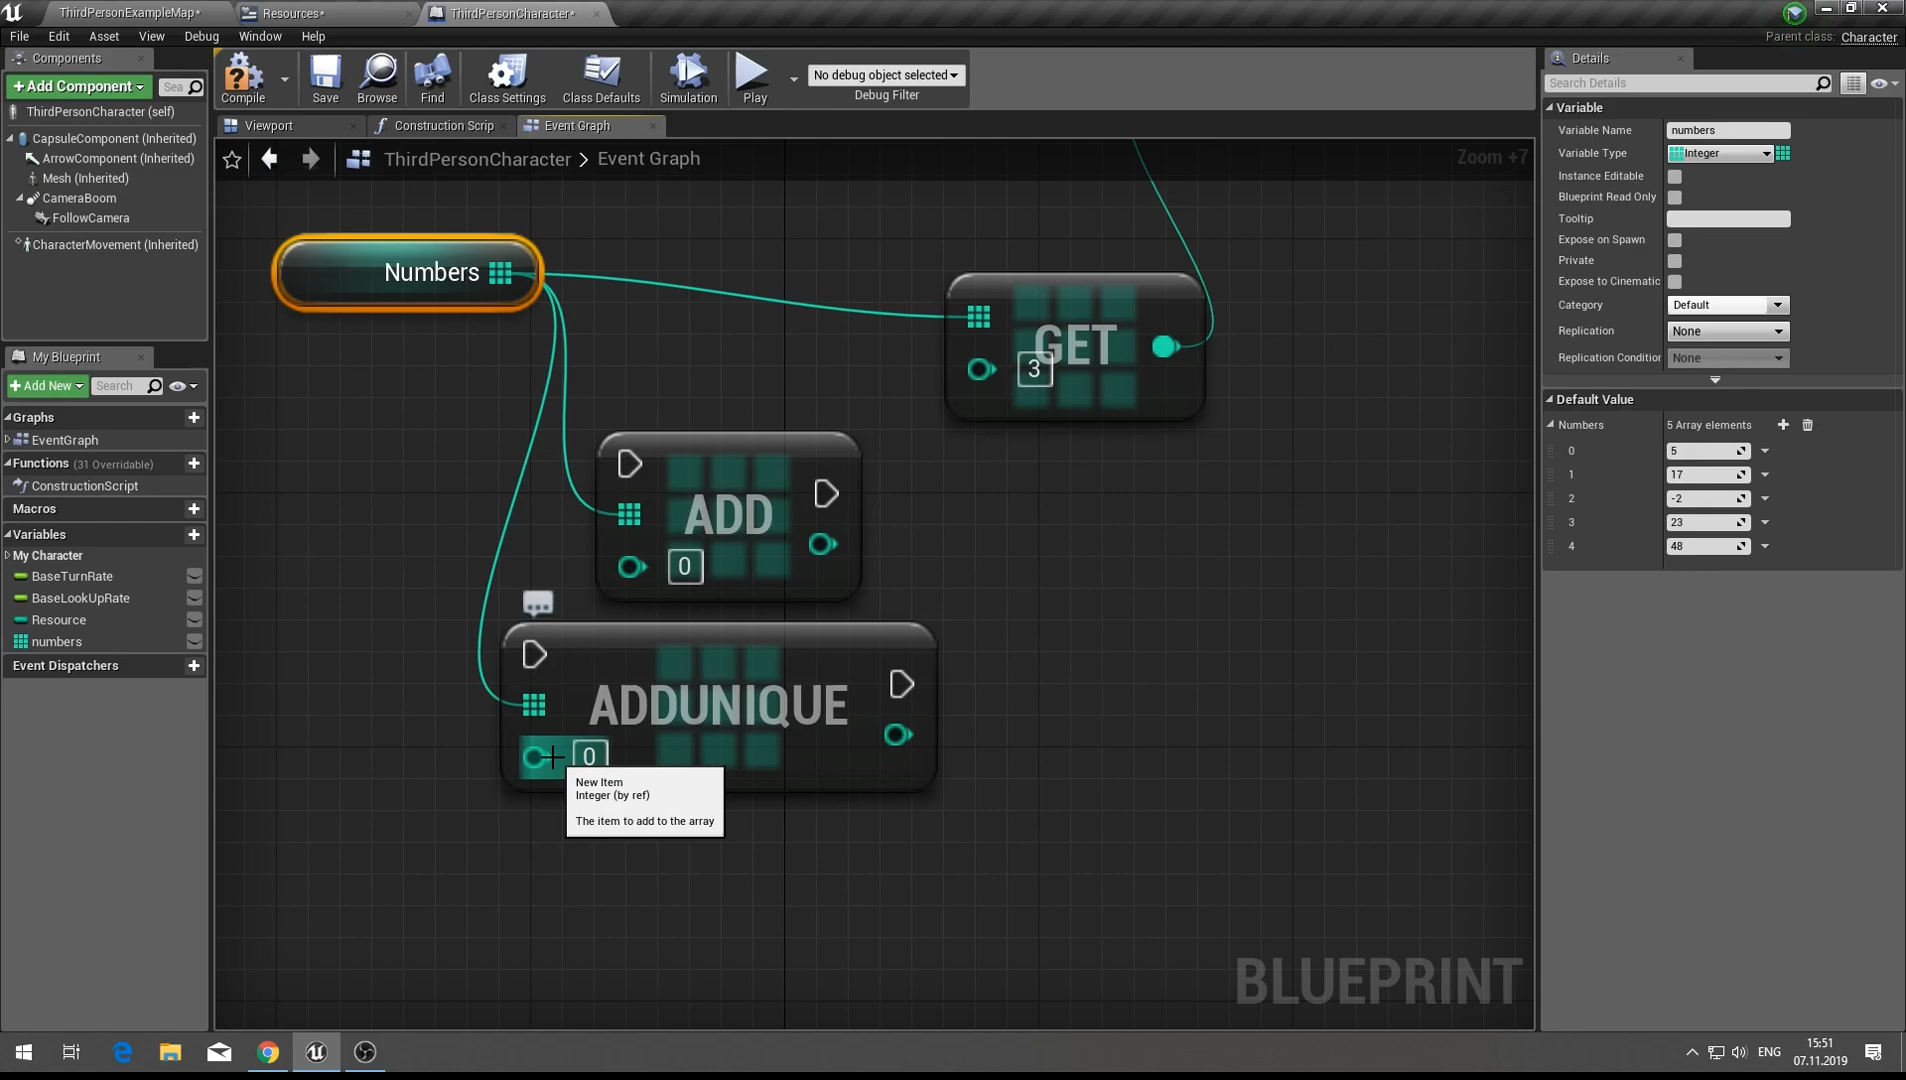 ThirdPersonExampleMap*
Resources*
ThirdPersonCharacter*
File Edit Asset View Debug Window Help
Parent class: Character
Components
+Add Component
Sea
ThirdPersonCharacter (self)
CapsuleComponent (Inherited)
ArrowComponent (Inherited)
Mesh (Inherited)
CameraBoom
FollowCamera
CharacterMovement (Inherited)
My Blueprint
+Add New
Search
Graphs
EventGraph
Functions (31 Overridable)
ConstructionScript
Macros
Variables
My Character
BaseTurnRate
BaseLookUpRate
Resource
numbers
Event Dispatchers
Compile
Save
Browse
Find
Class Settings
Class Defaults
Simulation
Play
No debug object selected
Debug Filter
Viewport
Construction Scrip
Event Graph
ThirdPersonCharacter > Event Graph
Zoom +7
Numbers
GET
3
ADD
0
ADDUNIQUE
0
New Item
Integer (by ref)
The item to add to the array
BLUEPRINT
Details
Search Details
Variable
Variable Name numbers
Variable Type Integer
Instance Editable
Blueprint Read Only
Tooltip
Expose on Spawn
Private
Expose to Cinematic
Category Default
Replication None
Replication Condition None
Default Value
Numbers 5 Array elements
0 5
1 17
2 -2
3 23
4 48
ENG
15:51
07.11.2019